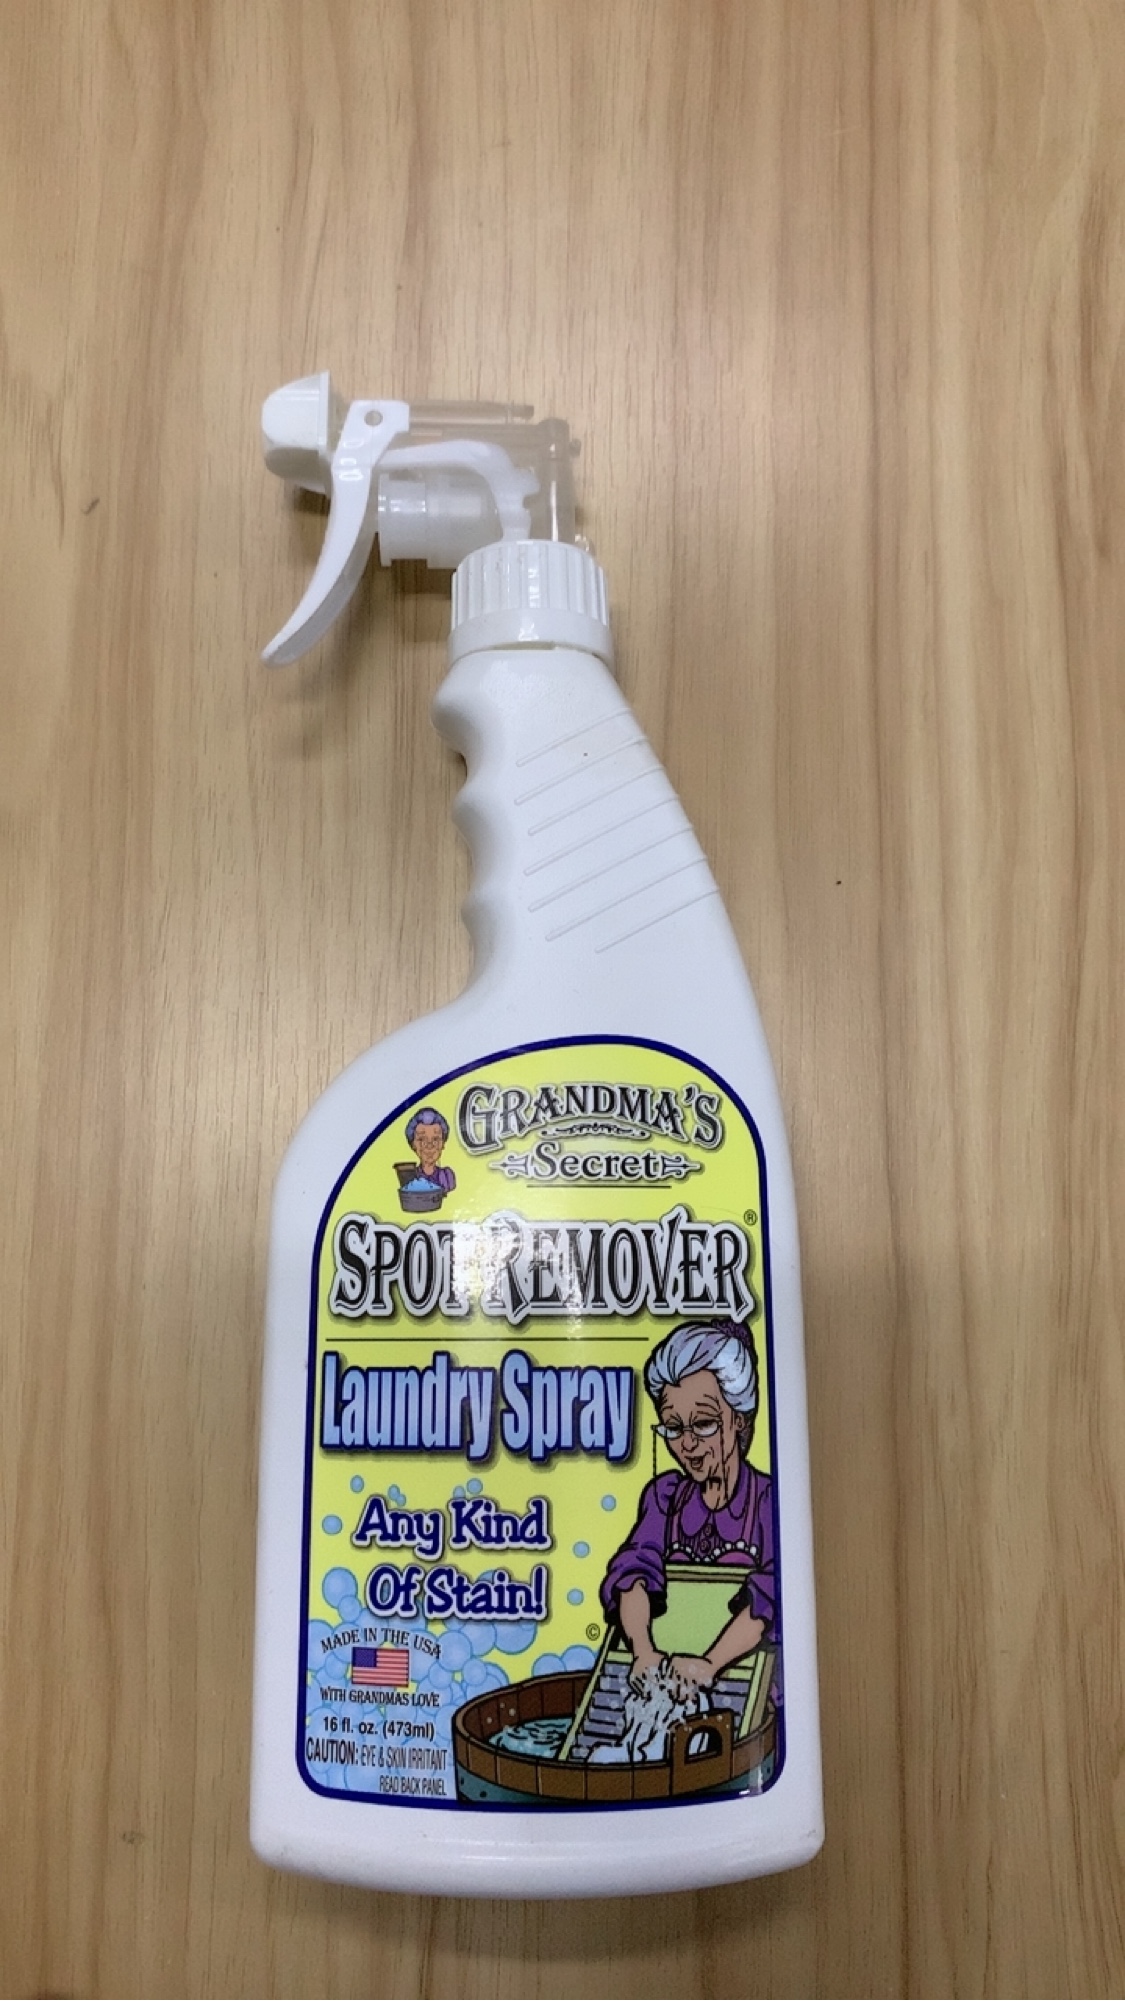 GRANDMA'S
Secret
SPOT REMOVER®
Laundry Spray
Any Kind
Of Stain!
©
MADE IN THE USA
WITH GRANDMAS LOVE
16 fl. oz. (473ml)
CAUTION: EYE & SKIN IRRITANT
READ BACK PANEL